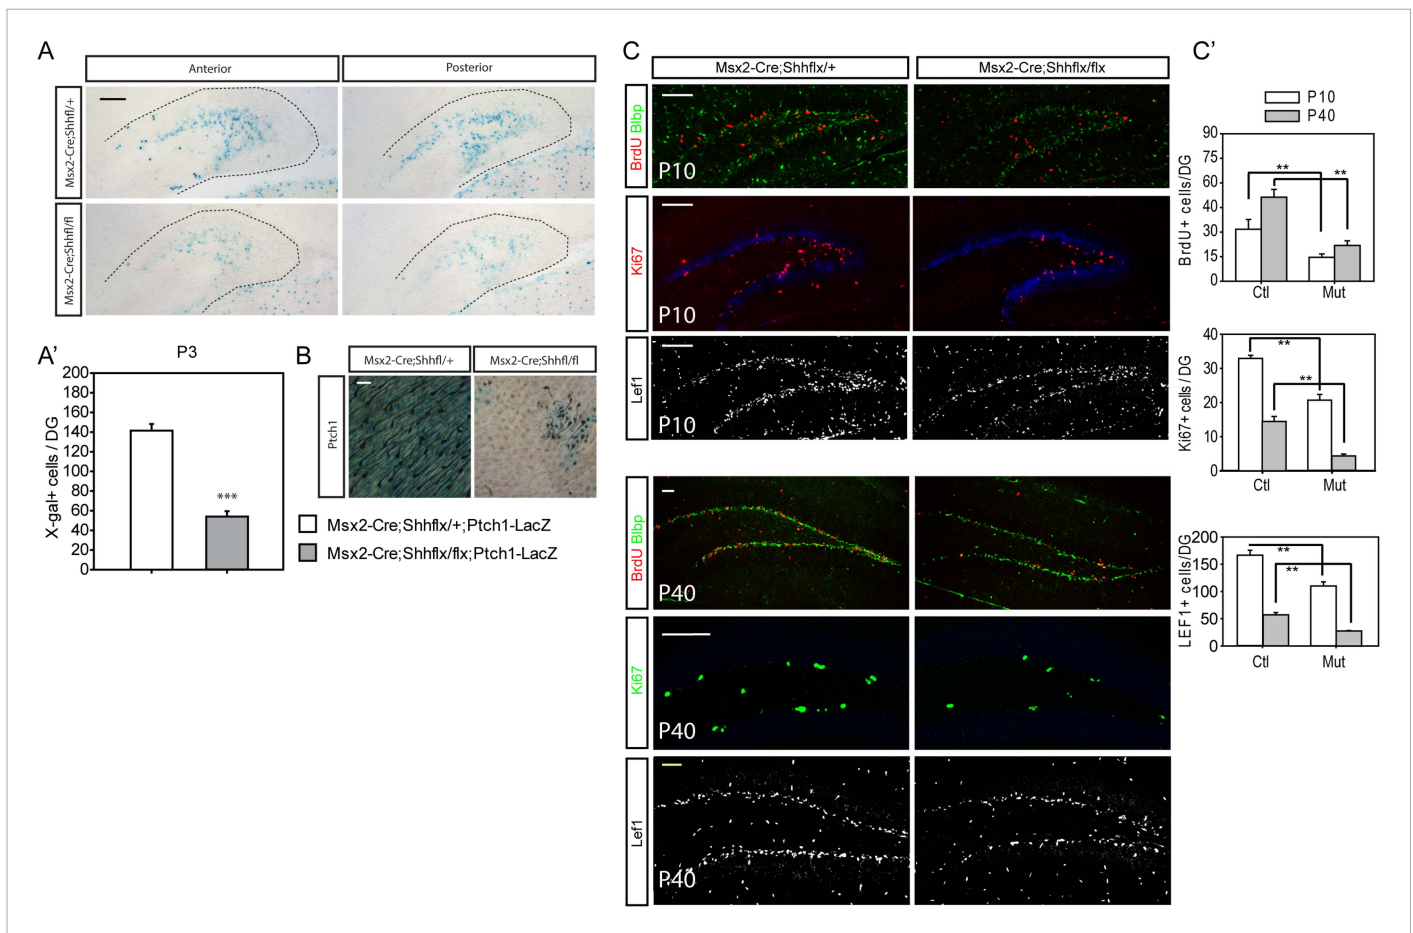 A
Anterior
Posterior
Msx2-Cre;Shhfl/+
Msx2-Cre;Shhfl/fl
A’
P3
X-gal+ cells / DG
200
180
160
140
120
100
80
60
40
20
0
***
B
Msx2-Cre;Shhfl/+
Msx2-Cre;Shhfl/fl
Ptch1
Msx2-Cre;Shhflx/+;Ptch1-LacZ
Msx2-Cre;Shhflx/flx;Ptch1-LacZ
C
Msx2-Cre;Shhflx/+
Msx2-Cre;Shhflx/flx
BrdU Blbp
P10
Ki67
P10
Lef1
P10
BrdU Blbp
P40
Ki67
P40
Lef1
P40
C’
P10
P40
BrdU+ cells/DG
90
75
60
45
30
15
**
**
Ctl
Mut
Ki67+ cells / DG
40
30
20
10
0
**
**
Ctl
Mut
LEF1+ cells/DG
200
150
100
50
0
**
**
Ctl
Mut